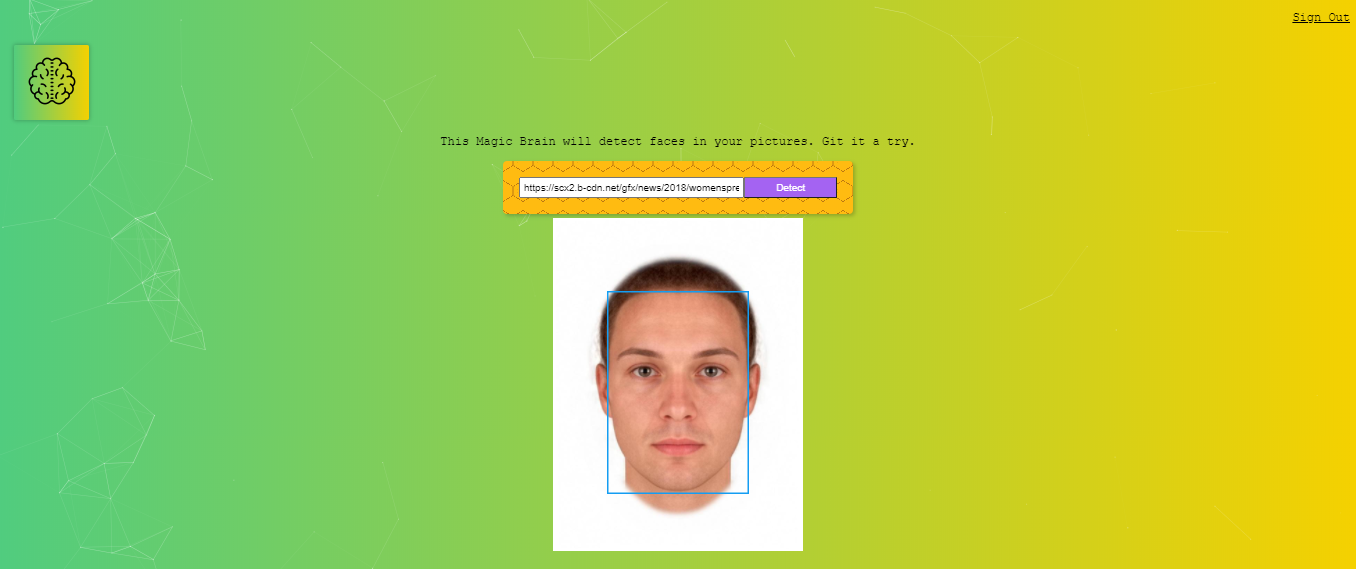 Sign Out
This Magic Brain will detect faces in your pictures. Git it a try.
https://scx2.b-cdn.net/gfx/news/2018/womenspre
Detect